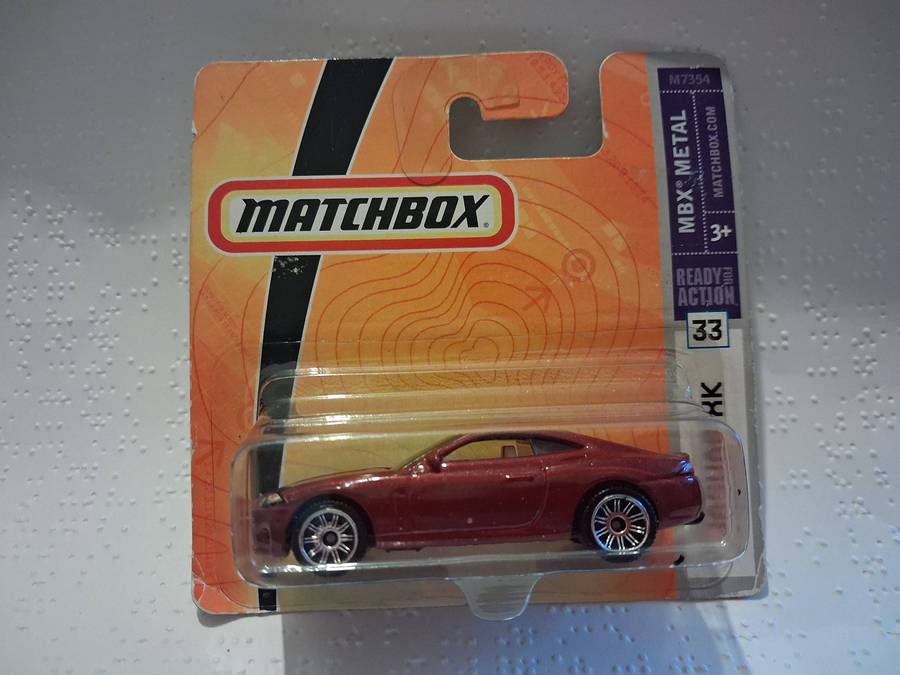 MATCHBOX
M7354
MBX® METAL
MATCHBOX.COM
3+
READY FOR ACTION
33
XK